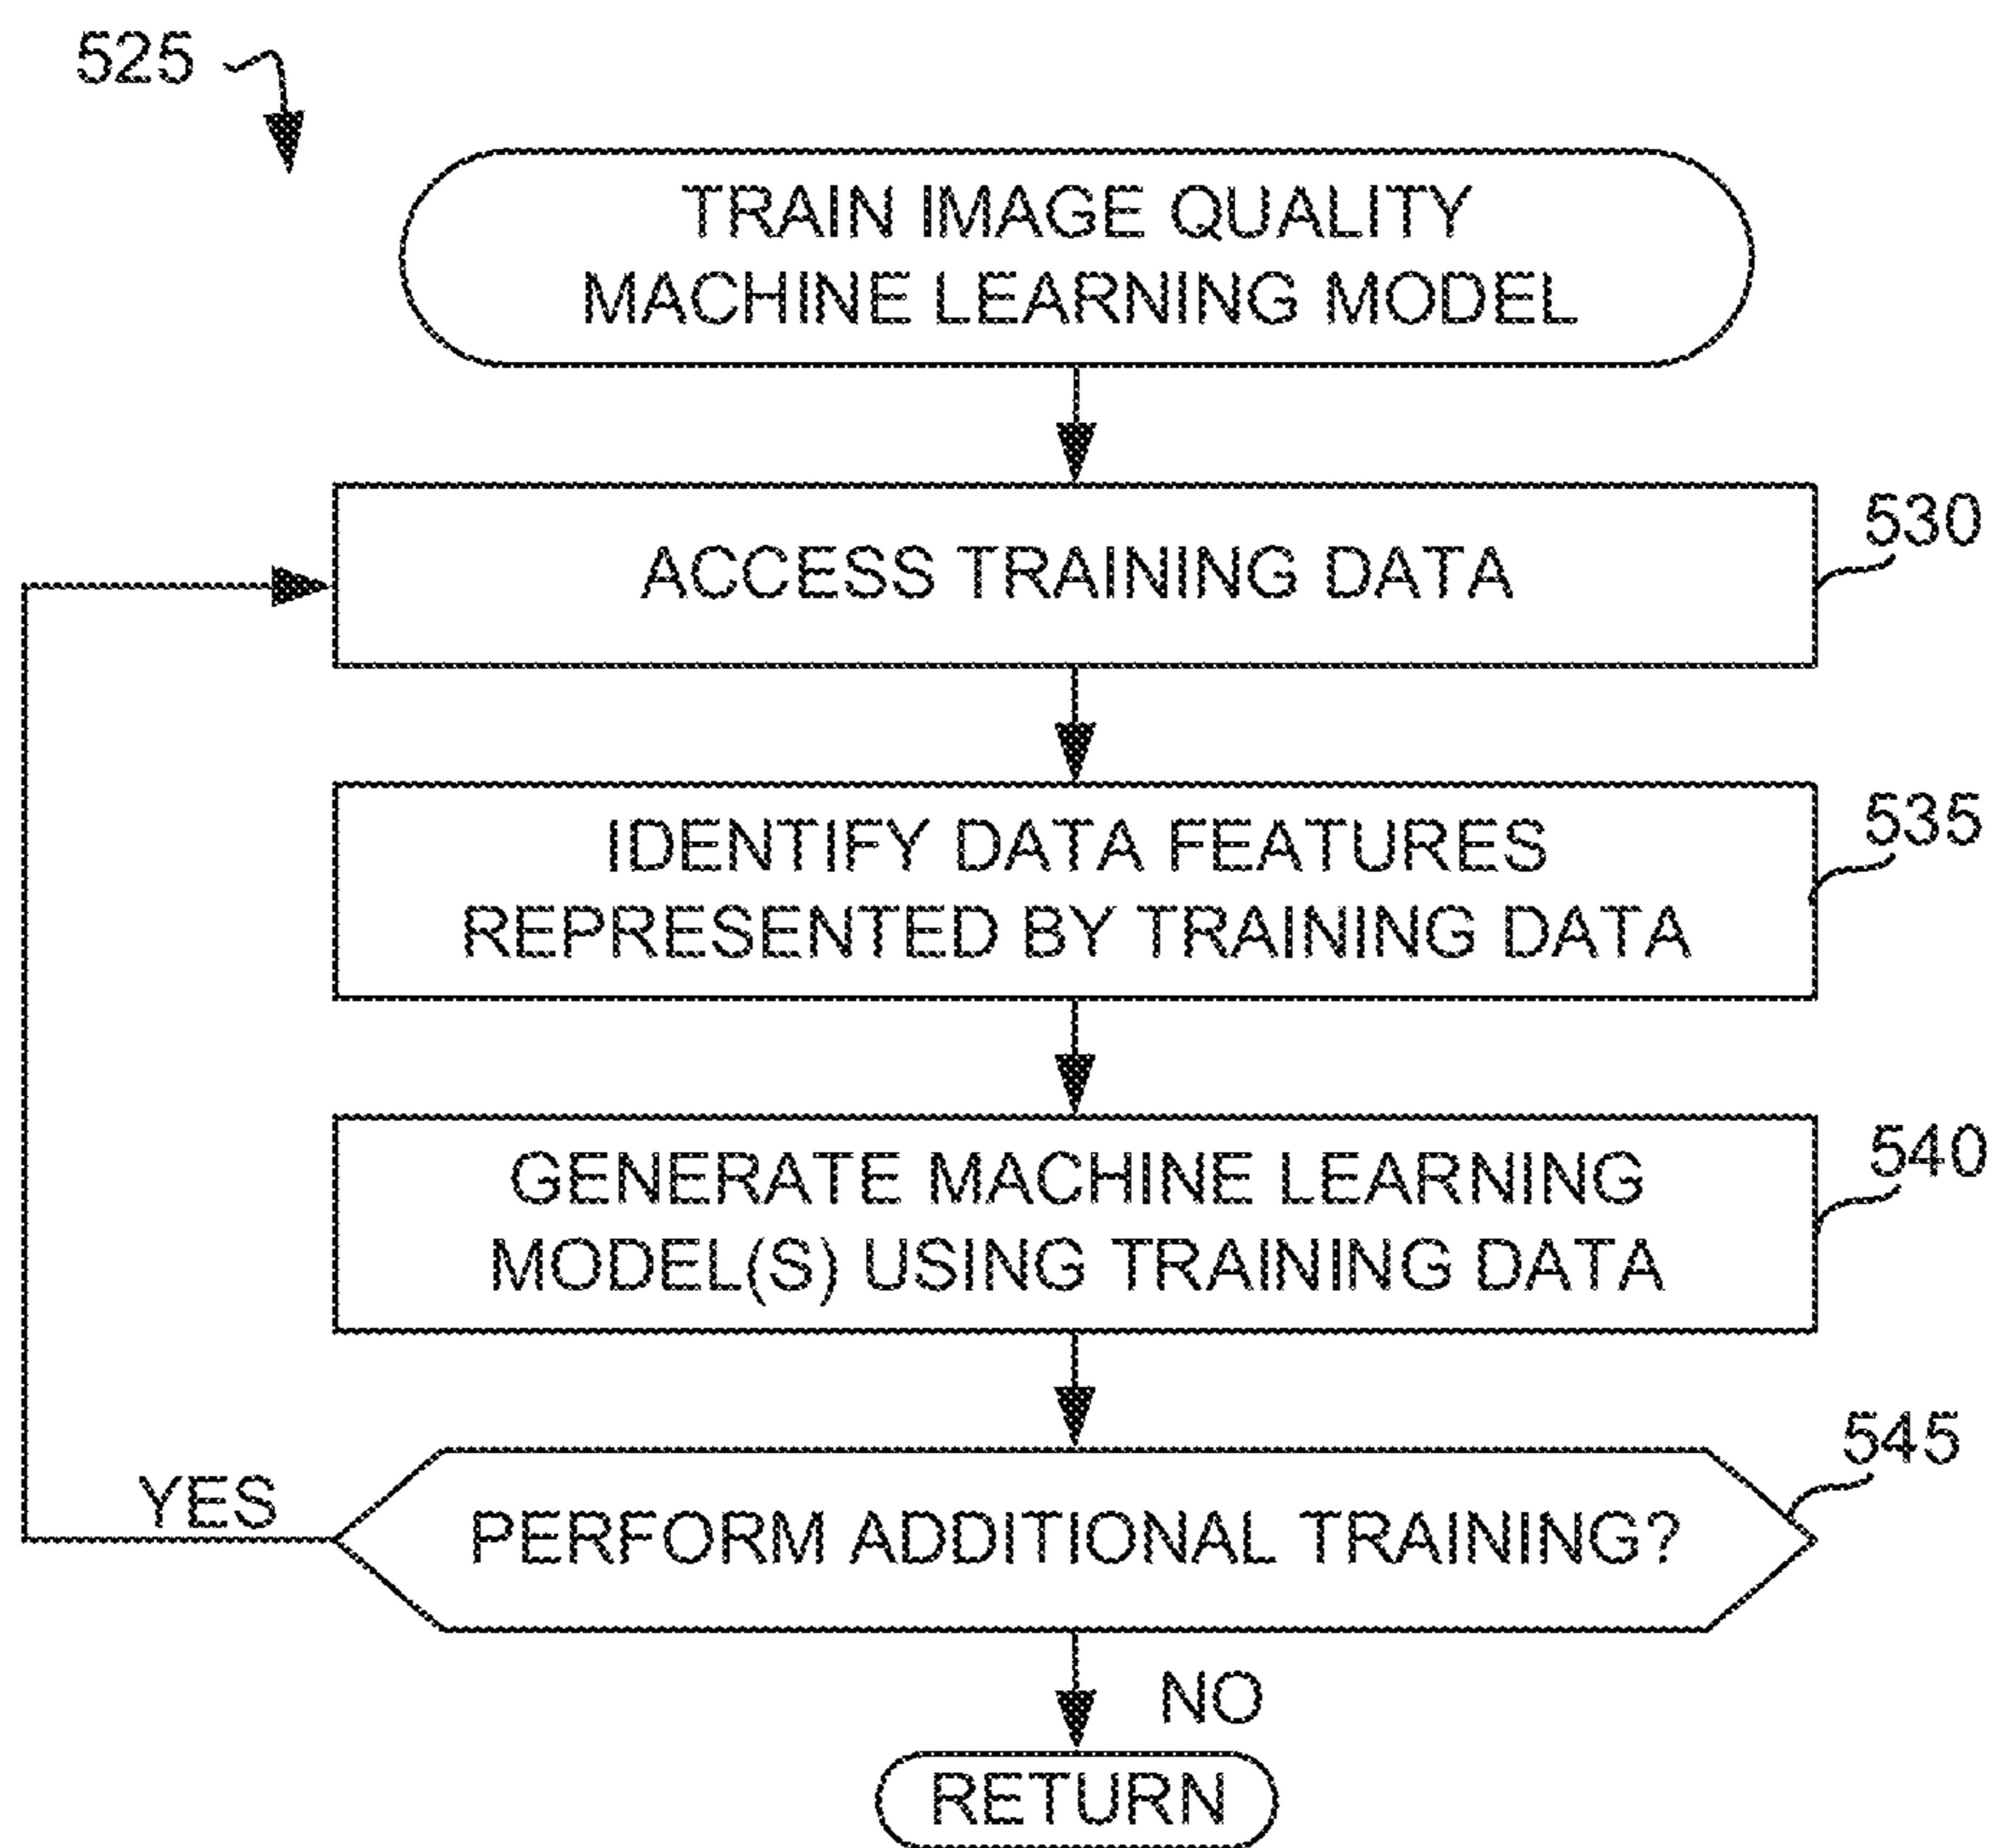 525
TRAIN IMAGE QUALITY
MACHINE LEARNING MODEL
530
ACCESS TRAINING DATA
535
IDENTIFY DATA FEATURES
REPRESENTED BY TRAINING DATA
540
GENERATE MACHINE LEARNING
MODEL(S) USING TRAINING DATA
545
YES
PERFORM ADDITIONAL TRAINING?
NO
RETURN